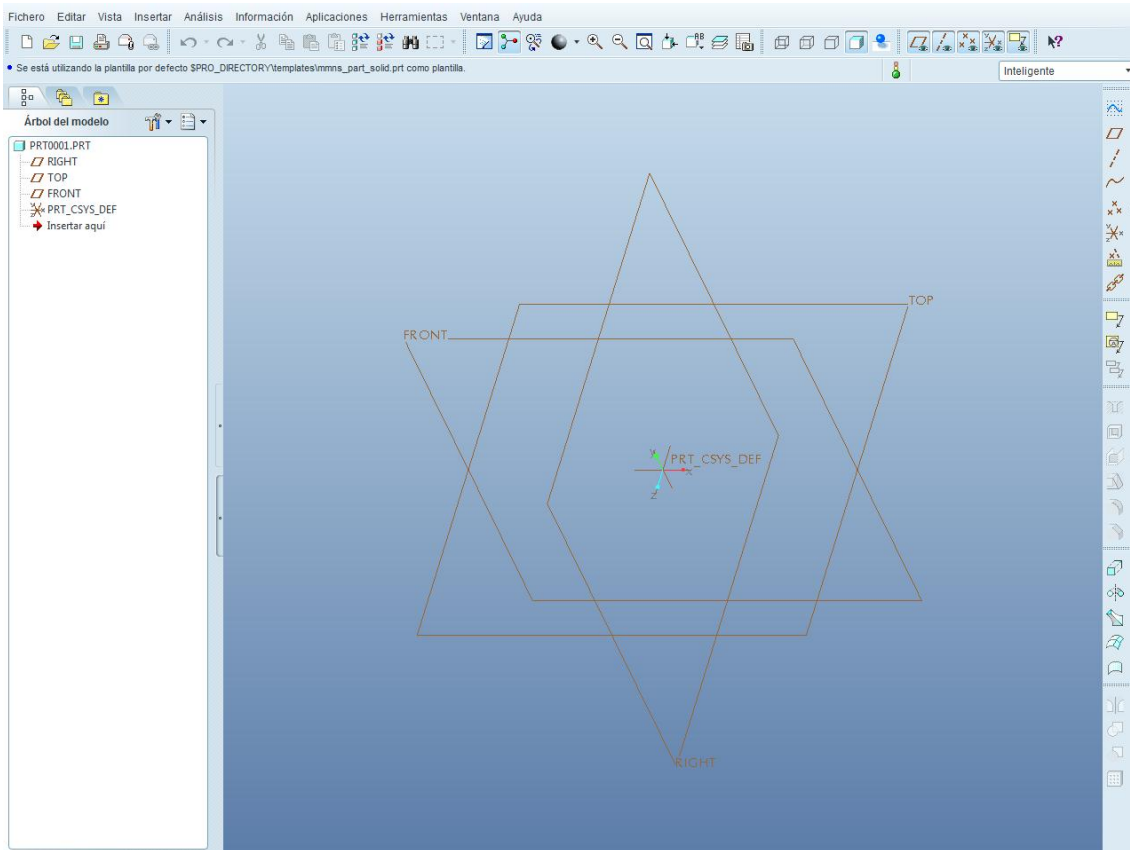 Fichero Editar Vista Insertar Análisis Información Aplicaciones Herramientas Ventana Ayuda
Se está utilizando la plantilla por defecto $PRO_DIRECTORY\templates\mmns_part_solid.prt como plantilla.
Inteligente
Árbol del modelo
PRT0001.PRT
RIGHT
TOP
FRONT
PRT_CSYS_DEF
Insertar aquí
TOP
FRONT
Y
PRT_CSYS_DEF
X
Z
RIGHT